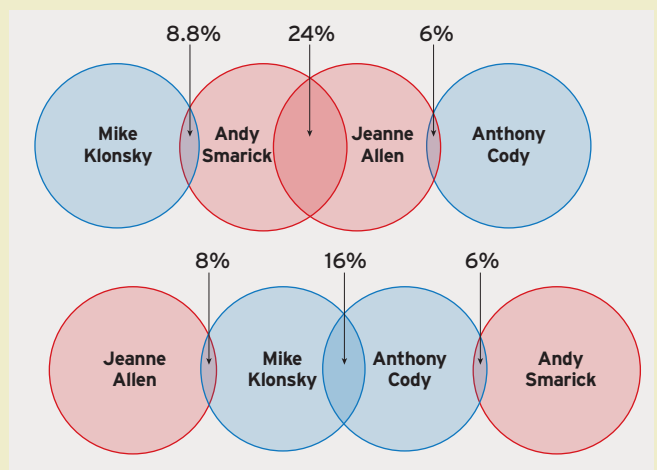 8.8% 24% 6%
Mike Klonsky
Andy Smarick
Jeanne Allen
Anthony Cody
8% 16% 6%
Jeanne Allen
Mike Klonsky
Anthony Cody
Andy Smarick